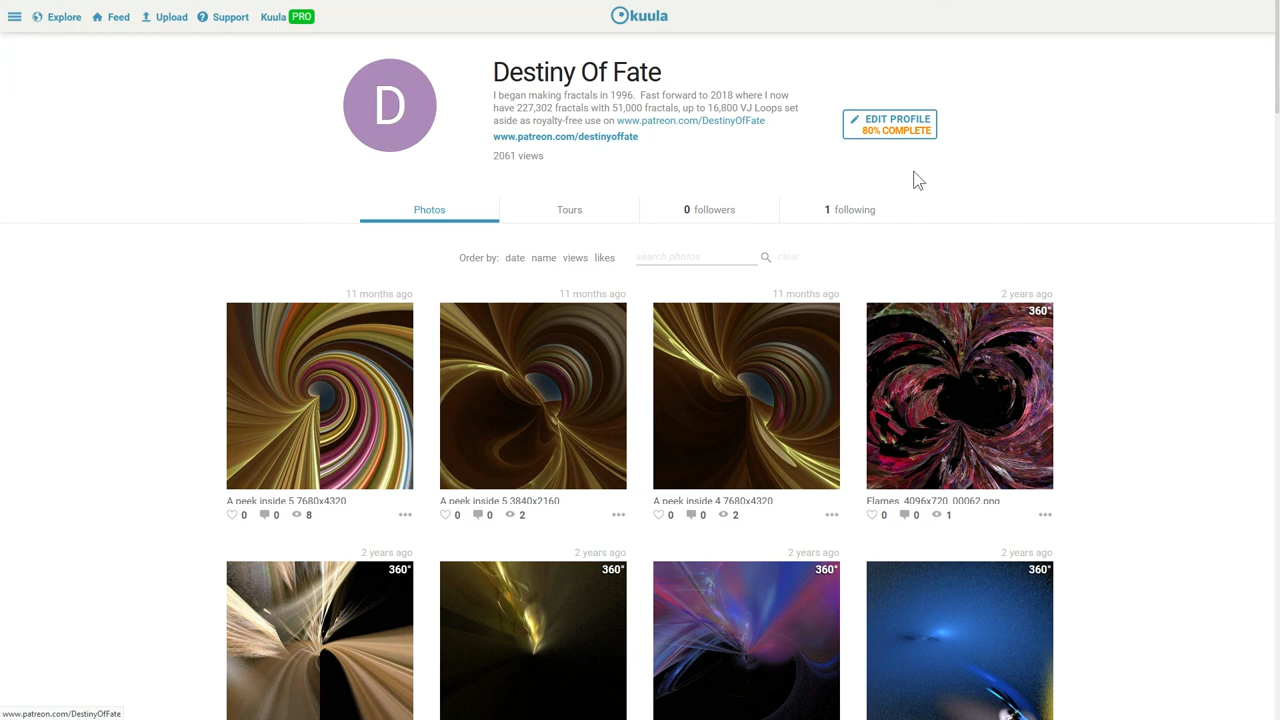 Explore Feed Upload Support Kuula PRO
kuula
D
Destiny Of Fate
I began making fractals in 1996. Fast forward to 2018 where I now
have 227,302 fractals with 51,000 fractals, up to 16,800 VJ Loops set
aside as royalty-free use on www.patreon.com/DestinyOfFate
www.patreon.com/destinyoffate
2061 views
EDIT PROFILE
80% COMPLETE
Photos Tours 0 followers 1 following
Order by: date name views likes search photos clear
11 months ago 11 months ago 11 months ago 2 years ago
360°
A peek inside 5 7680x4320 A peek inside 5 3840x2160 A peek inside 4 7680x4320 Flames_4096x720_00062.png
0 0 8 0 0 2 0 0 2 0 0 1
2 years ago 2 years ago 2 years ago 2 years ago
360° 360° 360° 360°
www.patreon.com/DestinyOfFate